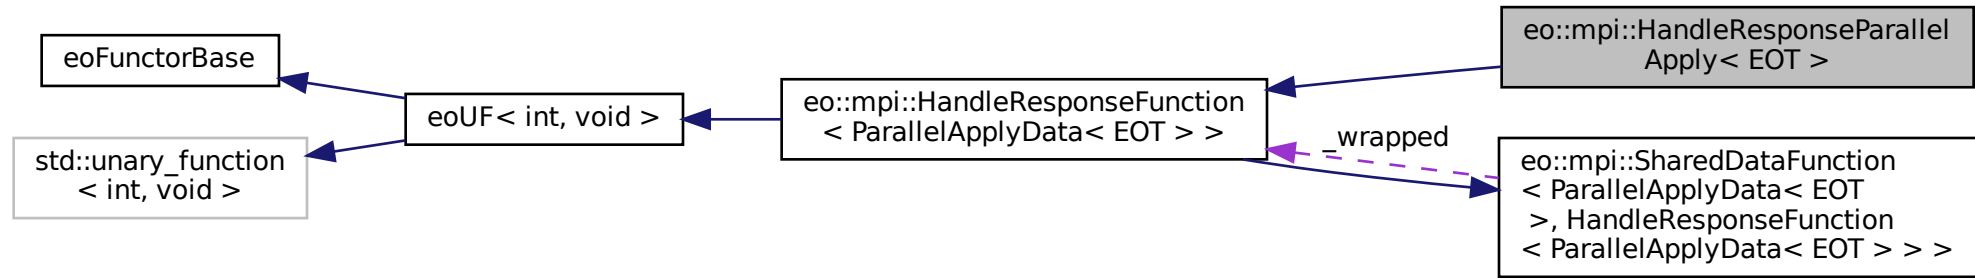 eoFunctorBase
std::unary_function
< int, void >
eoUF< int, void >
eo::mpi::HandleResponseFunction
< ParallelApplyData< EOT > >
_wrapped
eo::mpi::HandleResponseParallel
Apply< EOT >
eo::mpi::SharedDataFunction
< ParallelApplyData< EOT
>, HandleResponseFunction
< ParallelApplyData< EOT > > >